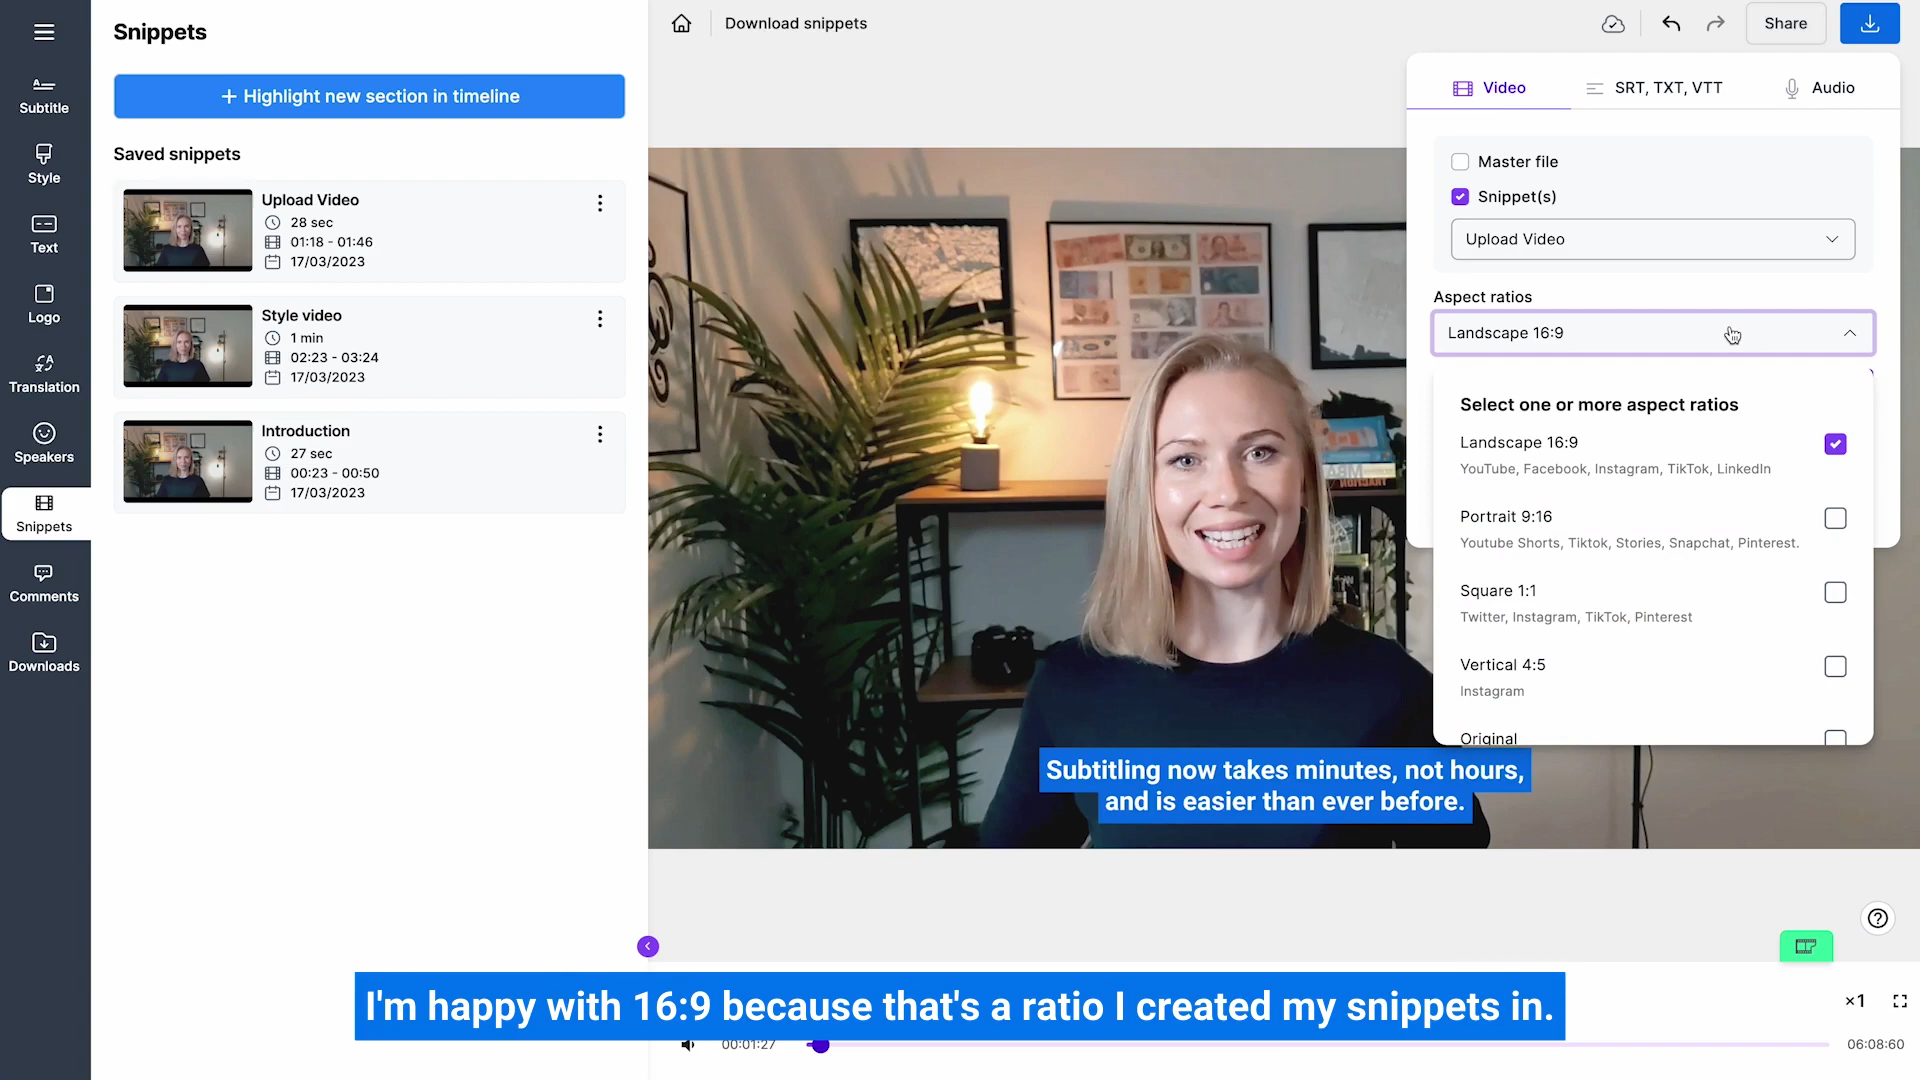 Snippets
Download snippets
Share
+ Highlight new section in timeline
Video
SRT, TXT, VTT
Audio
Subtitle
Style
Text
Logo
Translation
Speakers
Snippets
Comments
Downloads
Saved snippets
Upload Video
28 sec
01:18 - 01:46
17/03/2023
Style video
1 min
02:23 - 03:24
17/03/2023
Introduction
27 sec
00:23 - 00:50
17/03/2023
Master file
Snippet(s)
Upload Video
Aspect ratios
Landscape 16:9
Select one or more aspect ratios
Landscape 16:9
YouTube, Facebook, Instagram, TikTok, LinkedIn
Portrait 9:16
Youtube Shorts, Tiktok, Stories, Snapchat, Pinterest.
Square 1:1
Twitter, Instagram, TikTok, Pinterest
Vertical 4:5
Instagram
Original
Subtitling now takes minutes, not hours,
and is easier than ever before.
I'm happy with 16:9 because that's a ratio I created my snippets in.
×1
00:01:27
06:08:60